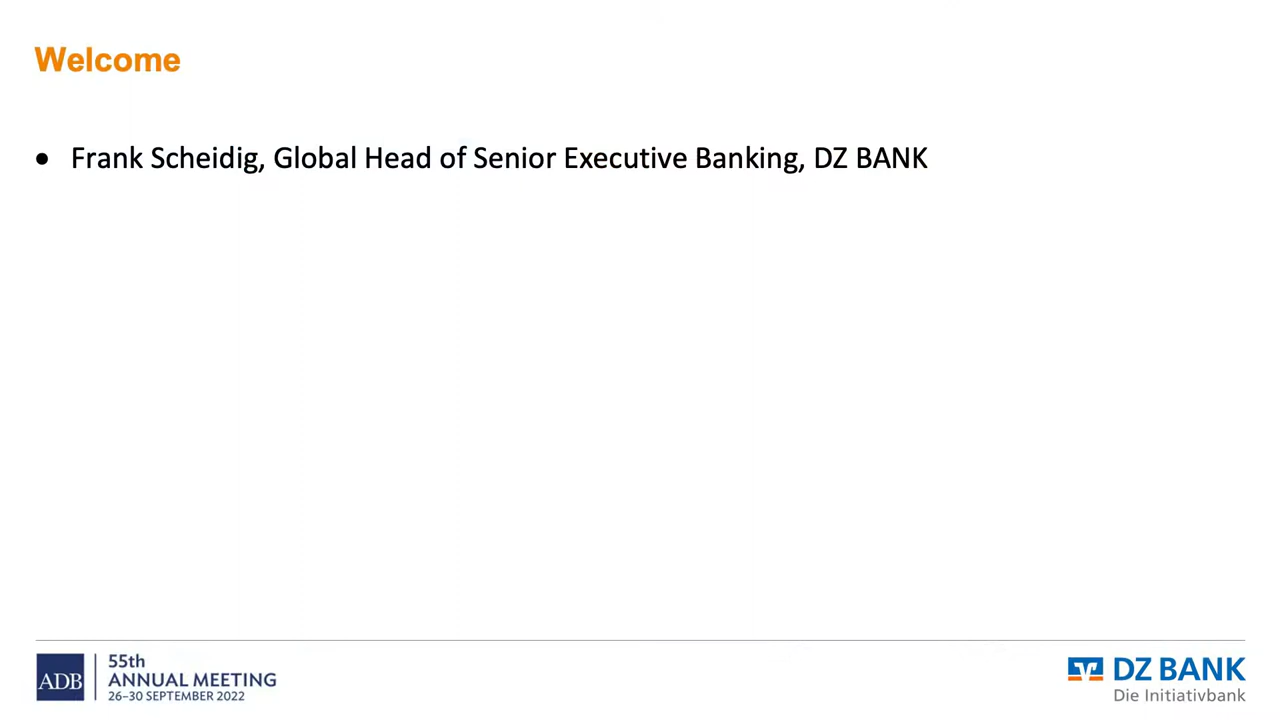 Welcome
• Frank Scheidig, Global Head of Senior Executive Banking, DZ BANK
ADB
55th
ANNUAL MEETING
26–30 SEPTEMBER 2022
DZ BANK
Die Initiativbank